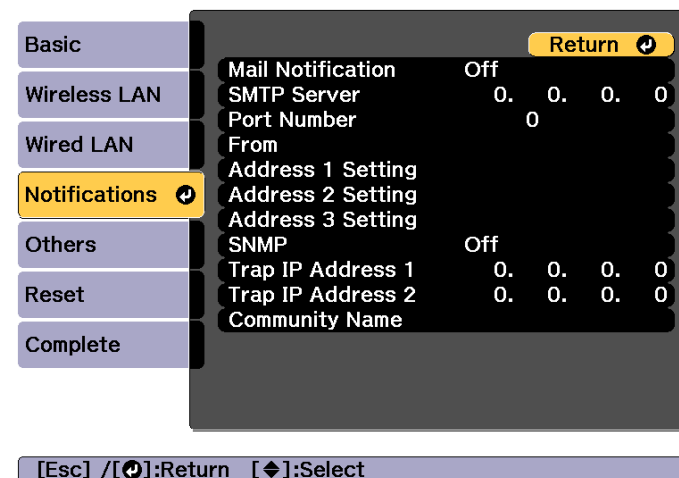 Basic
Wireless LAN
Wired LAN
Notifications
Others
Reset
Complete
Return
Mail Notification Off
SMTP Server 0. 0. 0. 0
Port Number 0
From
Address 1 Setting
Address 2 Setting
Address 3 Setting
SNMP Off
Trap IP Address 1 0. 0. 0. 0
Trap IP Address 2 0. 0. 0. 0
Community Name
[Esc] /[↵]:Return [◆]:Select